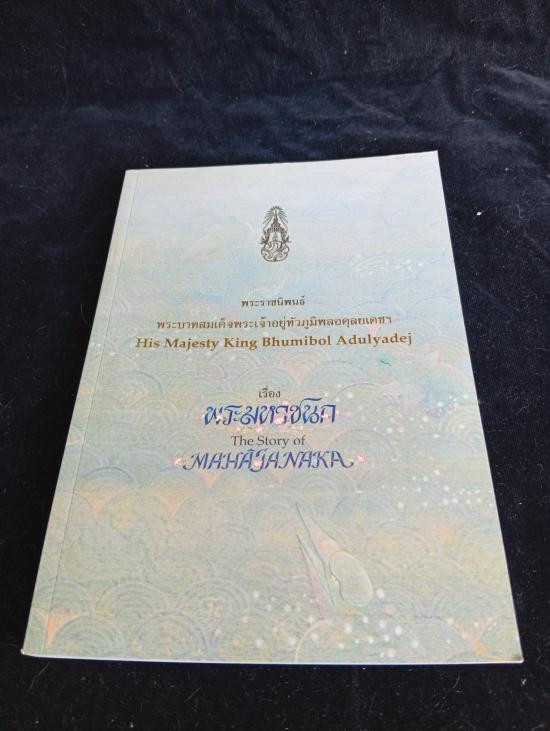 พระราชนิพนธ์
พระบาทสมเด็จพระเจ้าอยู่หัวภูมิพลอดุลยเดชฯ
His Majesty King Bhumibol Adulyadej
เรื่อง
พระมหาชนก
The Story of
MAHĀJANAKA